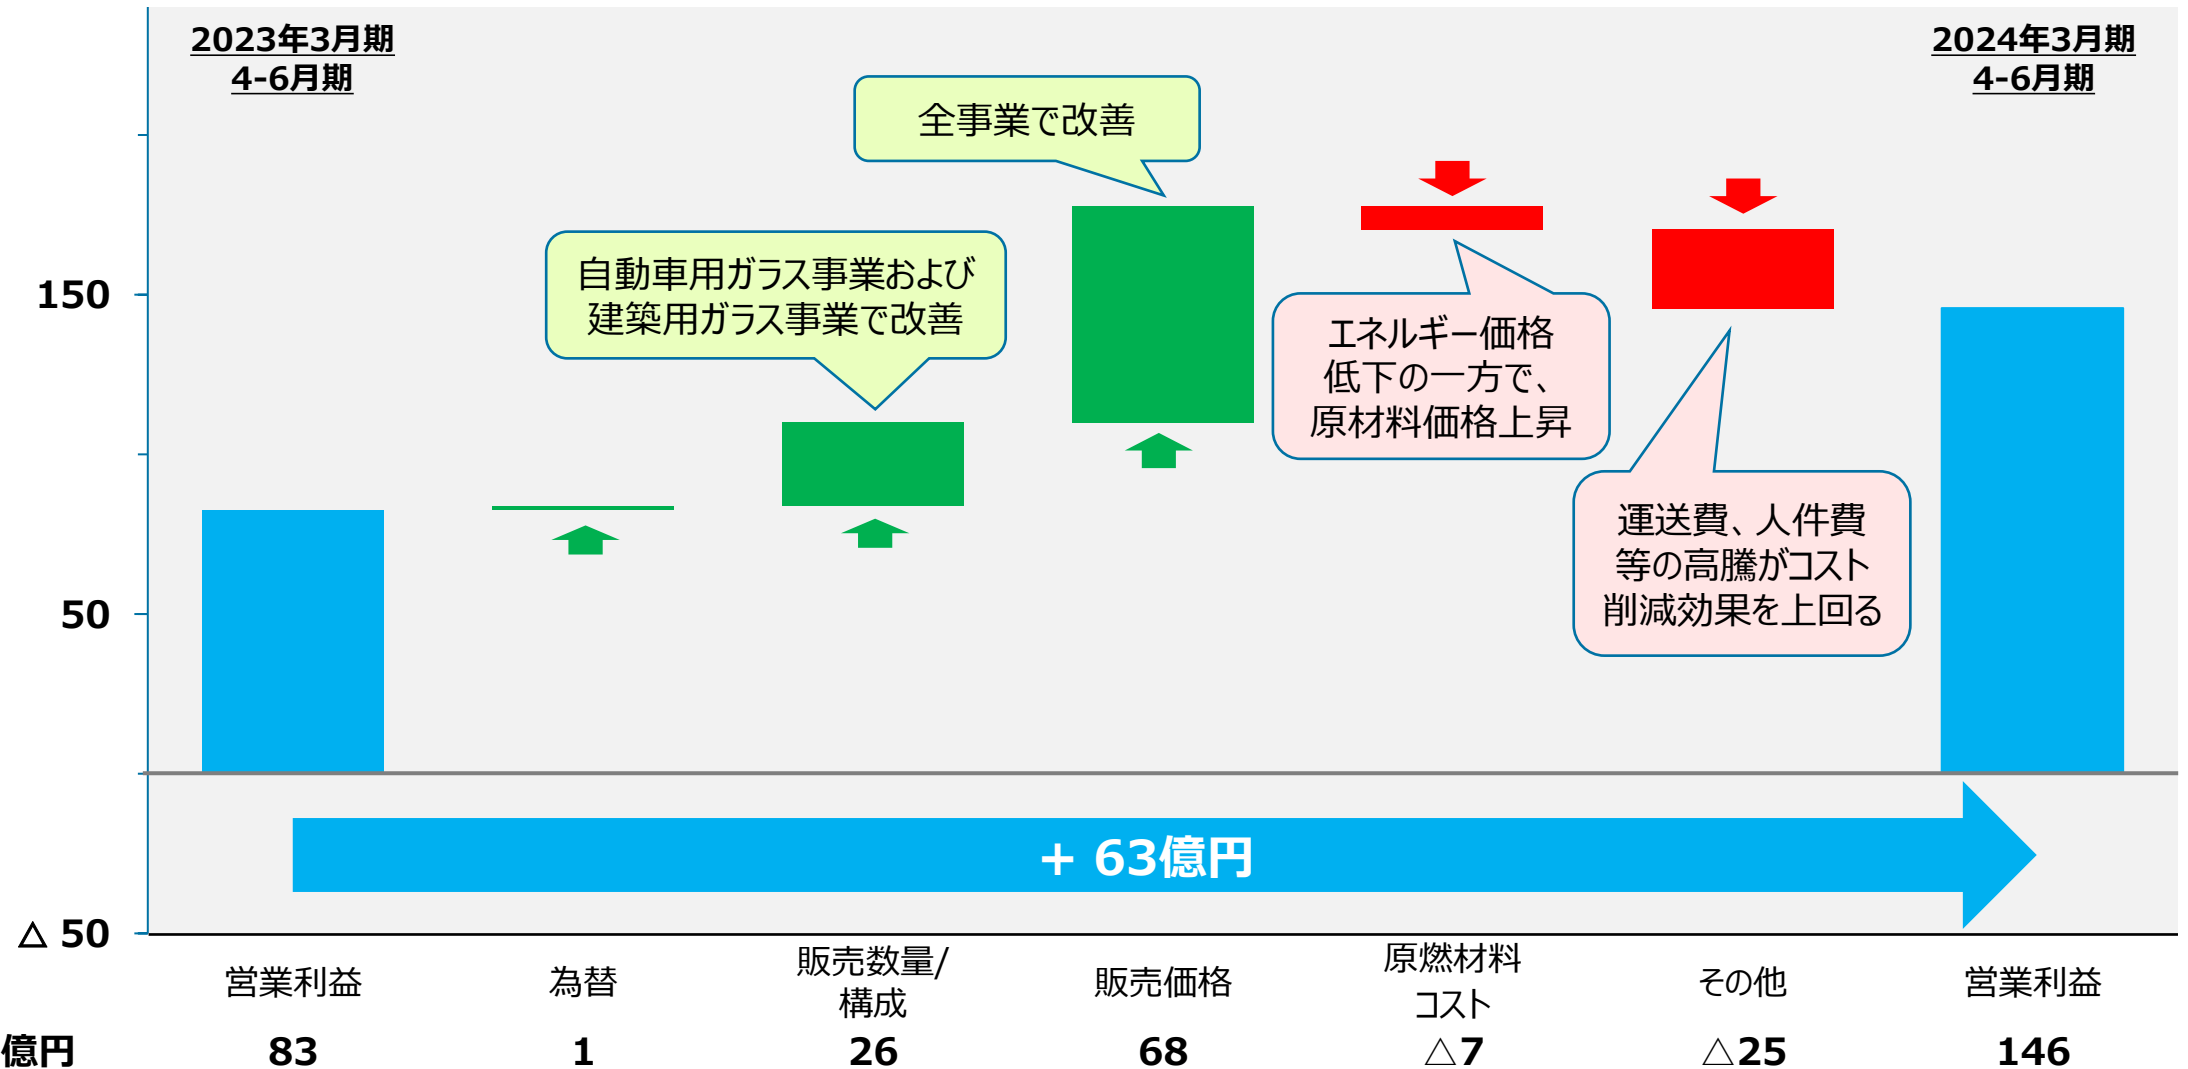 2023年3月期
4-6月期
2024年3月期
4-6月期
全事業で改善
自動車用ガラス事業および
建築用ガラス事業で改善
エネルギー価格
低下の一方で、
原材料価格上昇
運送費、人件費
等の高騰がコスト
削減効果を上回る
150
50
△ 50
+ 63億円
営業利益
為替
販売数量/
構成
販売価格
原燃材料
コスト
その他
営業利益
億円 83 1 26 68 △7 △25 146